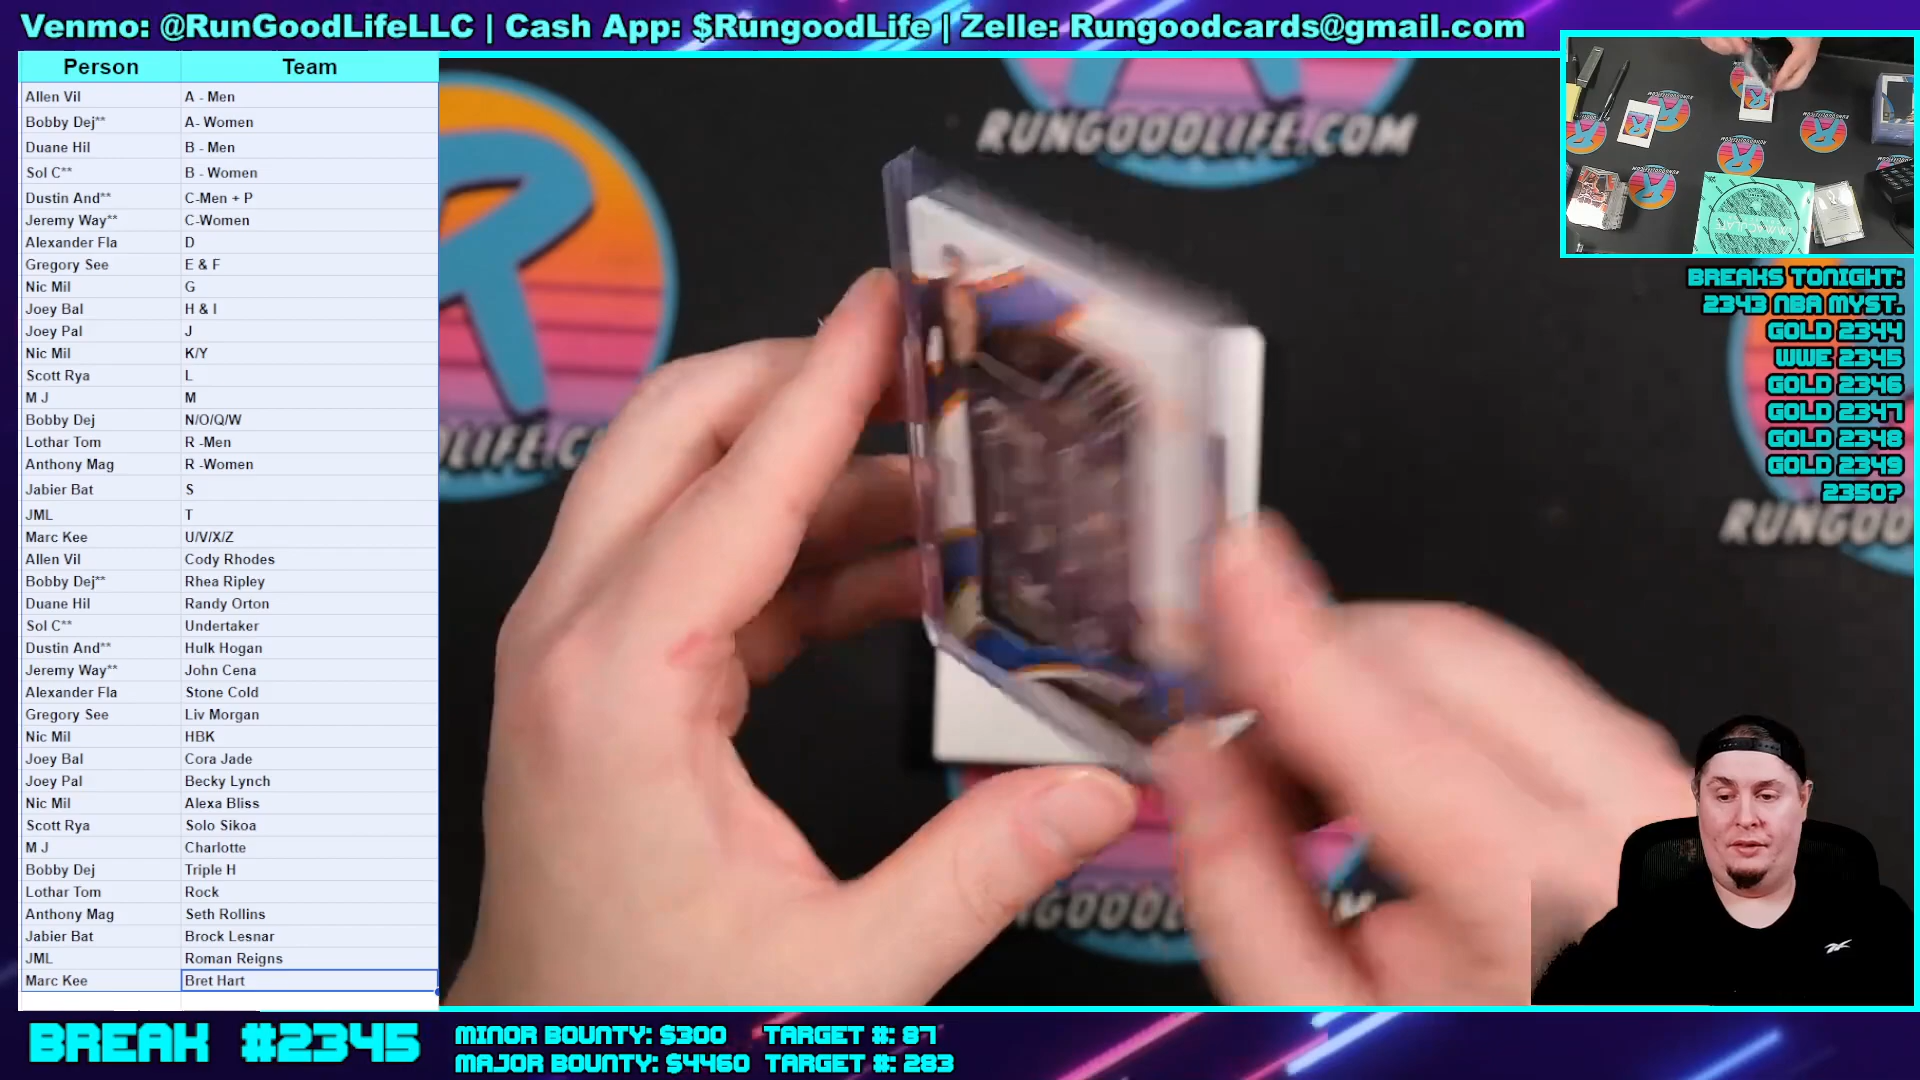 Venmo: @RunGoodLifeLLC | Cash App: $RungoodLife | Zelle: Rungoodcards@gmail.com
Person Team
Allen Vil A - Men
Bobby Dej** A- Women
Duane Hil B - Men
Sol C** B - Women
Dustin And** C-Men + P
Jeremy Way** C-Women
Alexander Fla D
Gregory See E & F
Nic Mil G
Joey Bal H & I
Joey Pal J
Nic Mil K/Y
Scott Rya L
M J M
Bobby Dej N/O/Q/W
Lothar Tom R -Men
Anthony Mag R -Women
Jabier Bat S
JML T
Marc Kee U/V/X/Z
Allen Vil Cody Rhodes
Bobby Dej** Rhea Ripley
Duane Hil Randy Orton
Sol C** Undertaker
Dustin And** Hulk Hogan
Jeremy Way** John Cena
Alexander Fla Stone Cold
Gregory See Liv Morgan
Nic Mil HBK
Joey Bal Cora Jade
Joey Pal Becky Lynch
Nic Mil Alexa Bliss
Scott Rya Solo Sikoa
M J Charlotte
Bobby Dej Triple H
Lothar Tom Rock
Anthony Mag Seth Rollins
Jabier Bat Brock Lesnar
JML Roman Reigns
Marc Kee Bret Hart
RUNGOODLIFE.COM
BREAKS TONIGHT:
2343 NBA MYST.
GOLD 2344
WWE 2345
GOLD 2346
GOLD 2347
GOLD 2348
GOLD 2349
2350?
BREAK #2345
MINOR BOUNTY: $300 TARGET #: 87
MAJOR BOUNTY: $4460 TARGET #: 283